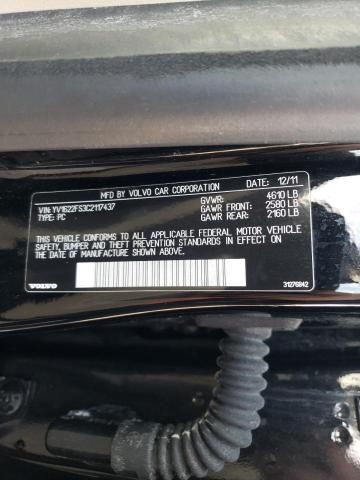 MFD BY VOLVO CAR CORPORATION 12/11
VIN: YV1622FS3C2117437
TYPE: PC
GVWR: 4610 LB
GAWR FRONT: 2580 LB
GAWR REAR: 2160 LB
THIS VEHICLE CONFORMS TO ALL APPLICABLE FEDERAL MOTOR VEHICLE
SAFETY, BUMPER AND THEFT PREVENTION STANDARDS IN EFFECT ON THE
DATE OF MANUFACTURE SHOWN ABOVE.
VOLVO 31276842